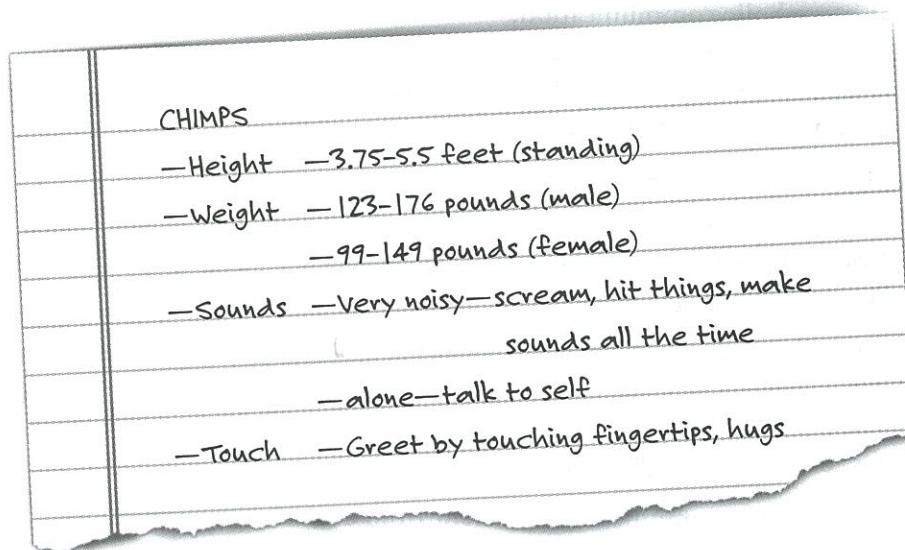 CHIMPS
—Height —3.75–5.5 feet (standing)
—Weight —123–176 pounds (male)
—99–149 pounds (female)
—Sounds —Very noisy—scream, hit things, make
sounds all the time
—alone—talk to self
—Touch —Greet by touching fingertips, hugs